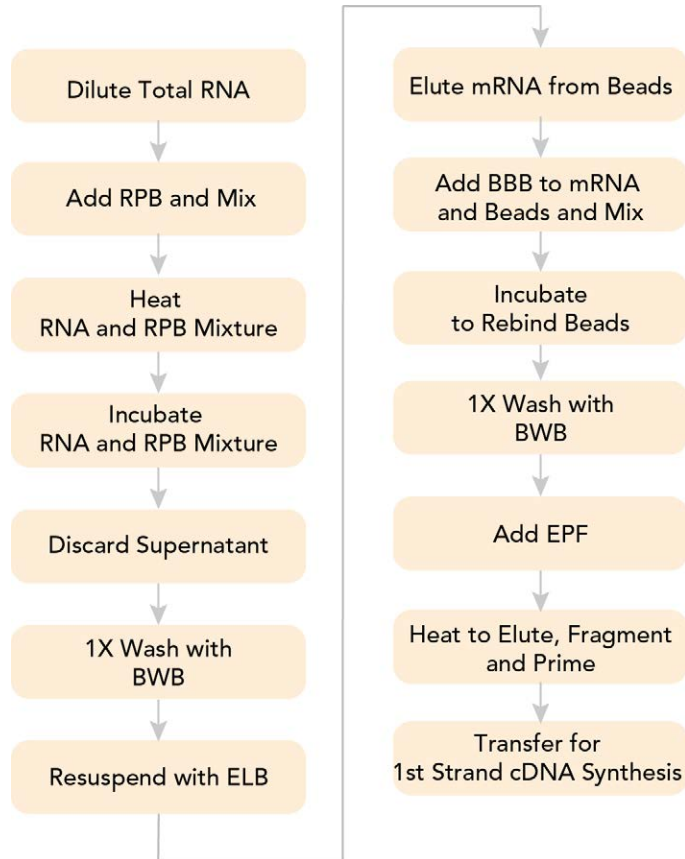 Dilute Total RNA
Add RPB and Mix
Heat
RNA and RPB Mixture
Incubate
RNA and RPB Mixture
Discard Supernatant
1X Wash with
BWB
Resuspend with ELB
Elute mRNA from Beads
Add BBB to mRNA
and Beads and Mix
Incubate
to Rebind Beads
1X Wash with
BWB
Add EPF
Heat to Elute, Fragment
and Prime
Transfer for
1st Strand cDNA Synthesis